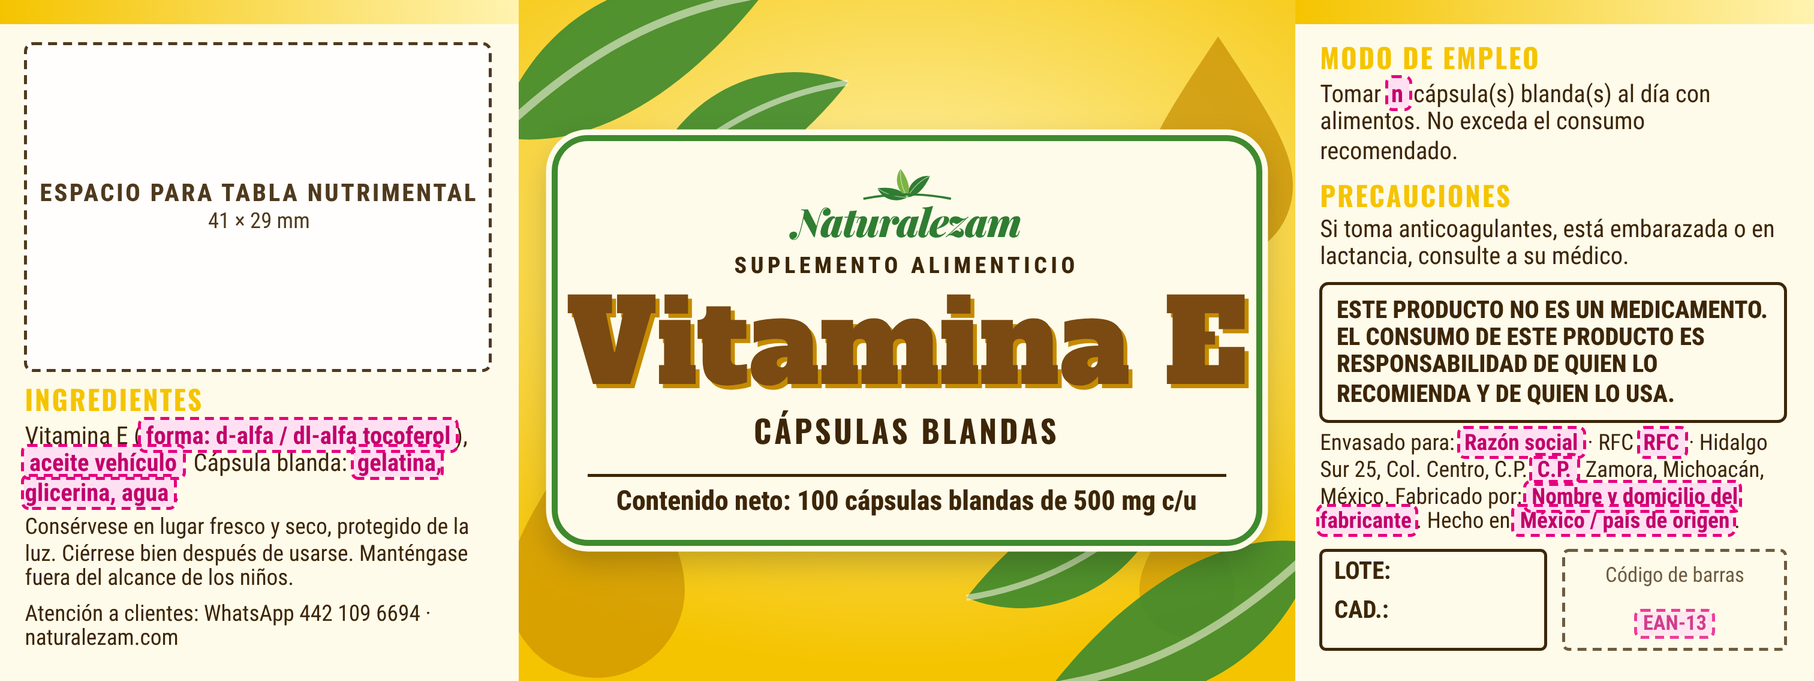 ESPACIO PARA TABLA NUTRIMENTAL
41 × 29 mm
INGREDIENTES
Vitamina E (forma: d-alfa / dl-alfa tocoferol),
aceite vehículo. Cápsula blanda: gelatina,
glicerina, agua.
Consérvese en lugar fresco y seco, protegido de la
luz. Ciérrese bien después de usarse. Manténgase
fuera del alcance de los niños.
Atención a clientes: WhatsApp 442 109 6694 ·
naturalezam.com
Naturalezam
SUPLEMENTO ALIMENTICIO
Vitamina E
CÁPSULAS BLANDAS
Contenido neto: 100 cápsulas blandas de 500 mg c/u
MODO DE EMPLEO
Tomar n cápsula(s) blanda(s) al día con
alimentos. No exceda el consumo
recomendado.
PRECAUCIONES
Si toma anticoagulantes, está embarazada o en
lactancia, consulte a su médico.
ESTE PRODUCTO NO ES UN MEDICAMENTO.
EL CONSUMO DE ESTE PRODUCTO ES
RESPONSABILIDAD DE QUIEN LO
RECOMIENDA Y DE QUIEN LO USA.
Envasado para: Razón social · RFC RFC · Hidalgo
Sur 25, Col. Centro, C.P. C.P. Zamora, Michoacán,
México. Fabricado por: Nombre y domicilio del
fabricante. Hecho en México / país de origen.
LOTE:
CAD.:
Código de barras
EAN-13